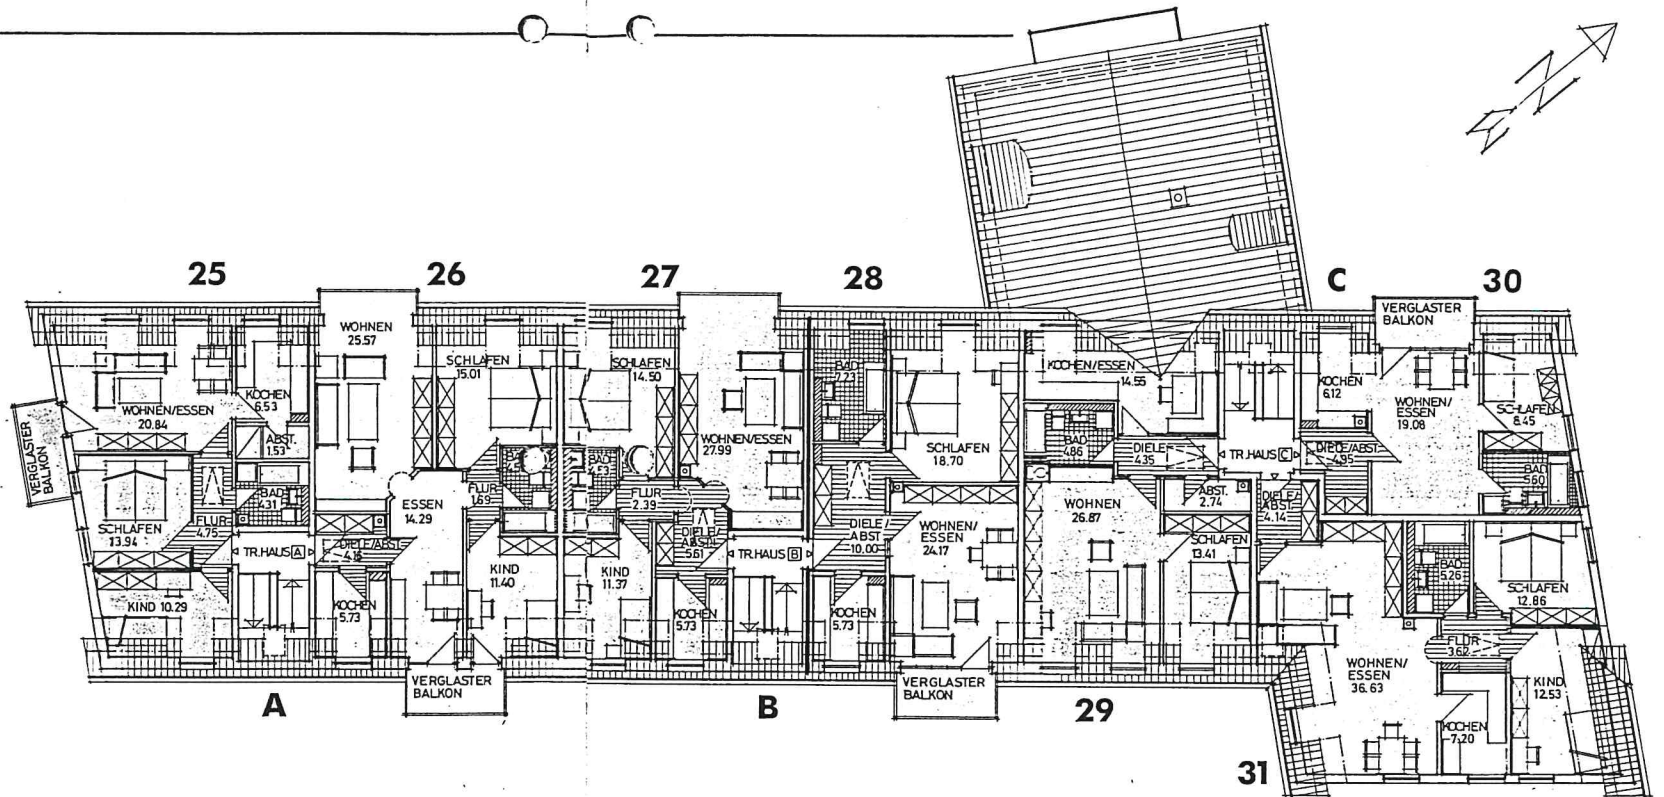 N
25
26
27
28
C
30
VERGLASTER
BALKON
WOHNEN/ESSEN
20.84
KOCHEN
6.53
ABST.
1.53
BAD
4.31
FLUR
4.75
SCHLAFEN
13.94
KIND 10.29
TR.HAUS A
VERGLASTER
BALKON
WOHNEN
25.57
SCHLAFEN
15.01
ESSEN
14.29
FLUR
1.69
BAD
DIELE/ABST.
4.16
KOCHEN
5.73
KIND
11.40
VERGLASTER
BALKON
SCHLAFEN
14.50
WOHNEN/ESSEN
27.99
BAD
4.53
FLUR
2.39
DIELE/
ABST.
5.61
KIND
11.37
KOCHEN
5.73
TR.HAUS B
BAD
7.23
SCHLAFEN
18.70
DIELE/
ABST
10.00
WOHNEN/
ESSEN
24.17
KOCHEN
5.73
VERGLASTER
BALKON
KOCHEN/ESSEN
14.55
BAD
4.86
DIELE
4.35
WOHNEN
26.87
ABST.
2.74
SCHLAFEN
13.41
TR.HAUS C
VERGLASTER
BALKON
KOCHEN
6.12
WOHNEN/
ESSEN
19.08
SCHLAFEN
8.45
DIELE/ABST
4.95
BAD
5.60
DIELE/
ABST.
4.14
BAD
5.26
SCHLAFEN
12.86
FLUR
3.62
WOHNEN/
ESSEN
36.63
KOCHEN
7.20
KIND
12.53
A
B
29
31